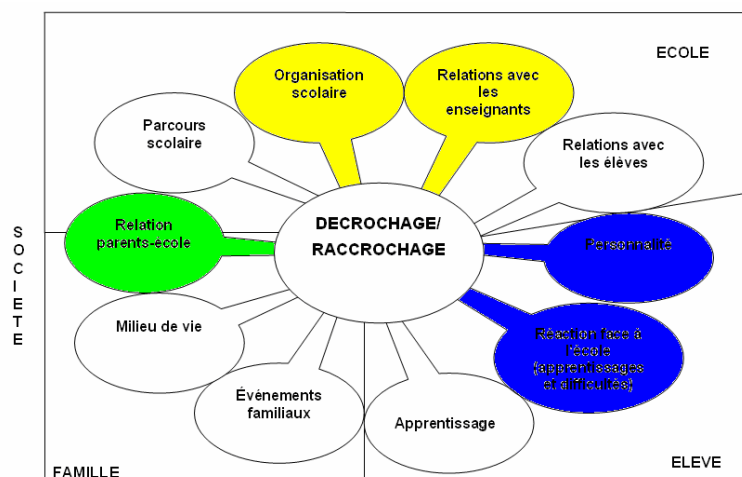 ECOLE
Organisation
scolaire
Relations avec
les
enseignants
Parcours
scolaire
Relations avec
les élèves
DECROCHAGE/
RACCROCHAGE
Relation
parents-école
Personnalité
SOCIETE
Milieu de vie
Réaction face à
l'école
(apprentissages
et difficultés)
Événements
familiaux
Apprentissage
FAMILLE
ELEVE